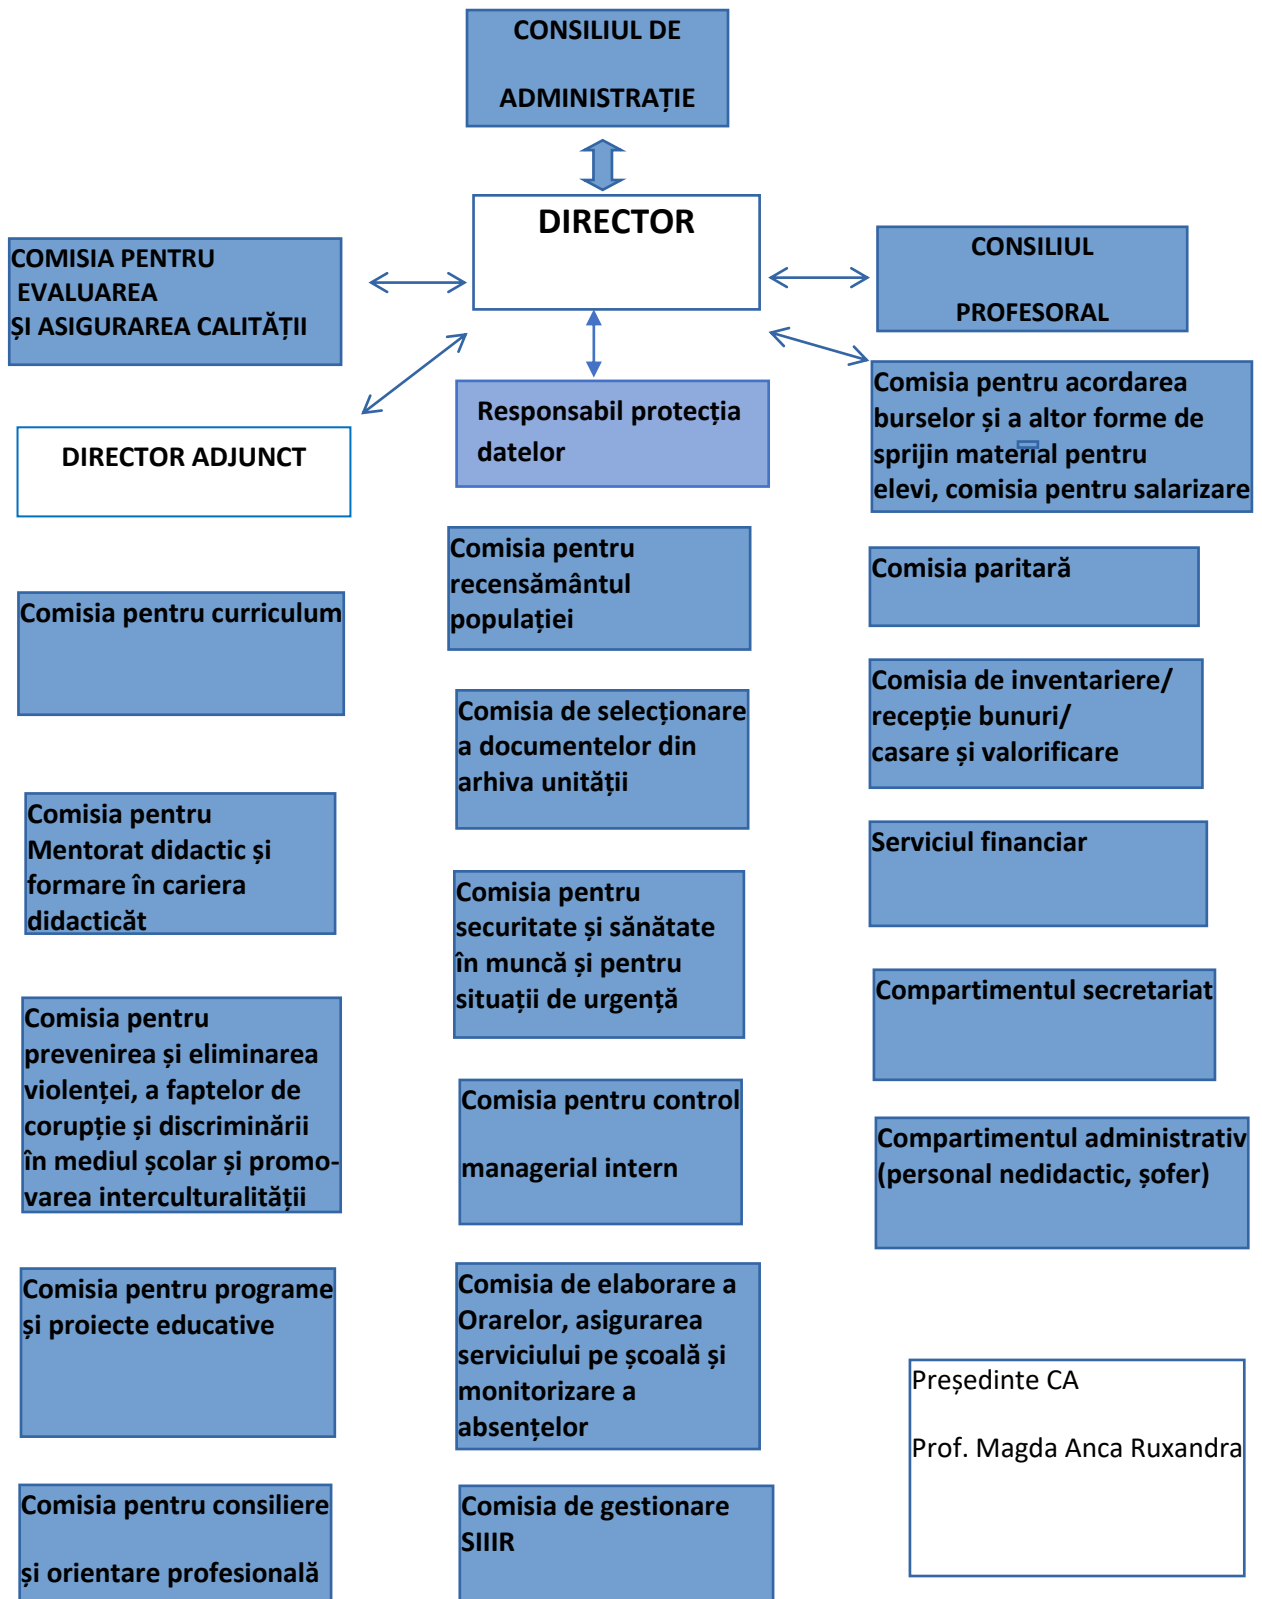 CONSILIUL DE
ADMINISTRAȚIE
DIRECTOR
COMISIA PENTRU
EVALUAREA
ȘI ASIGURAREA CALITĂȚII
CONSILIUL
PROFESORAL
DIRECTOR ADJUNCT
Responsabil protecția
datelor
Comisia pentru acordarea
burselor și a altor forme de
sprijin material pentru
elevi, comisia pentru salarizare
Comisia pentru curriculum
Comisia pentru
Mentorat didactic și
formare în cariera
didacticăt
Comisia pentru
prevenirea și eliminarea
violenței, a faptelor de
corupție și discriminării
în mediul școlar și promo-
varea interculturalității
Comisia pentru programe
și proiecte educative
Comisia pentru consiliere
și orientare profesională
Comisia pentru
recensământul
populației
Comisia de selecționare
a documentelor din
arhiva unității
Comisia pentru
securitate și sănătate
în muncă și pentru
situații de urgență
Comisia pentru control
managerial intern
Comisia de elaborare a
Orarelor, asigurarea
serviciului pe școală și
monitorizare a
absențelor
Comisia de gestionare
SIIIR
Comisia paritară
Comisia de inventariere/
recepție bunuri/
casare și valorificare
Serviciul financiar
Compartimentul secretariat
Compartimentul administrativ
(personal nedidactic, șofer)
Președinte CA
Prof. Magda Anca Ruxandra